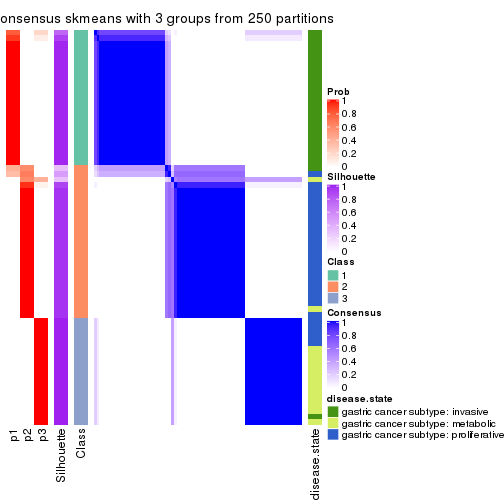 onsensus skmeans with 3 groups from 250 partitions
Prob
1
0.8
0.6
0.4
0.2
0
Silhouette
1
0.8
0.6
0.4
0.2
0
Class
1
2
3
Consensus
1
0.8
0.6
0.4
0.2
0
disease.state
gastric cancer subtype: invasive
gastric cancer subtype: metabolic
gastric cancer subtype: proliferative
p1
p2
p3
Silhouette
Class
disease.state